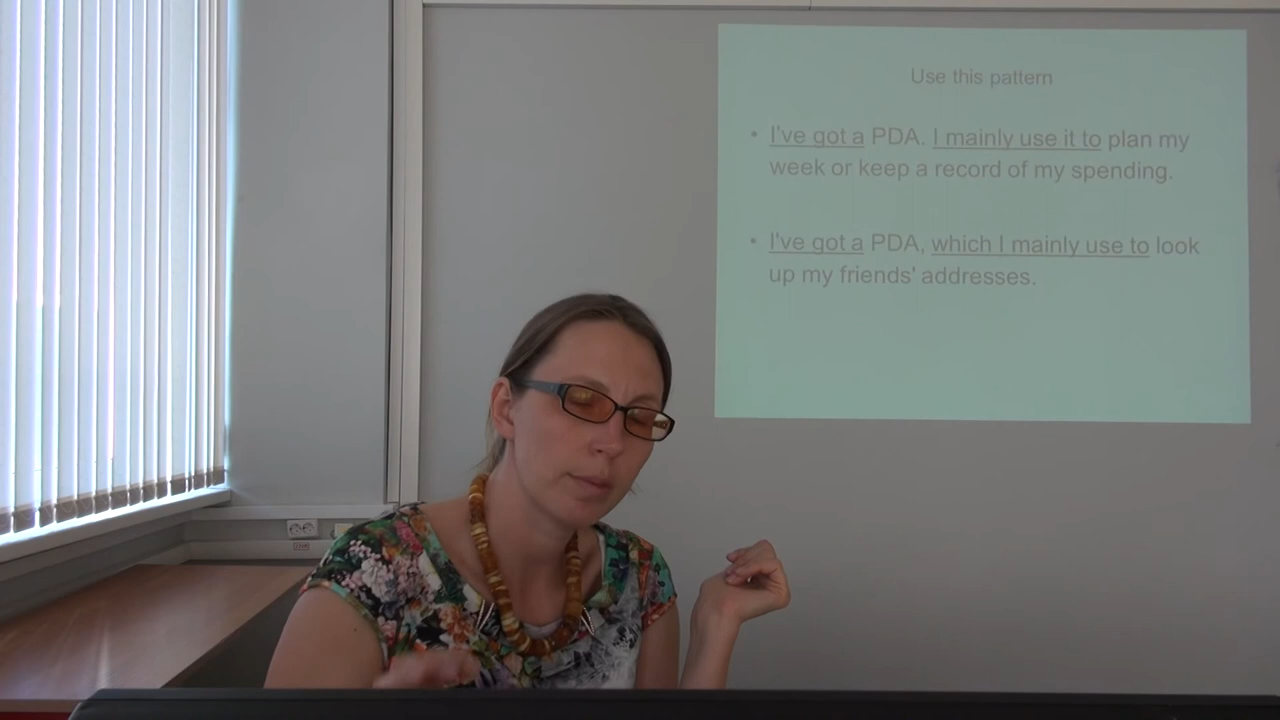 Use this pattern
• I've got a PDA. I mainly use it to plan my
week or keep a record of my spending.
• I've got a PDA, which I mainly use to look
up my friends' addresses.